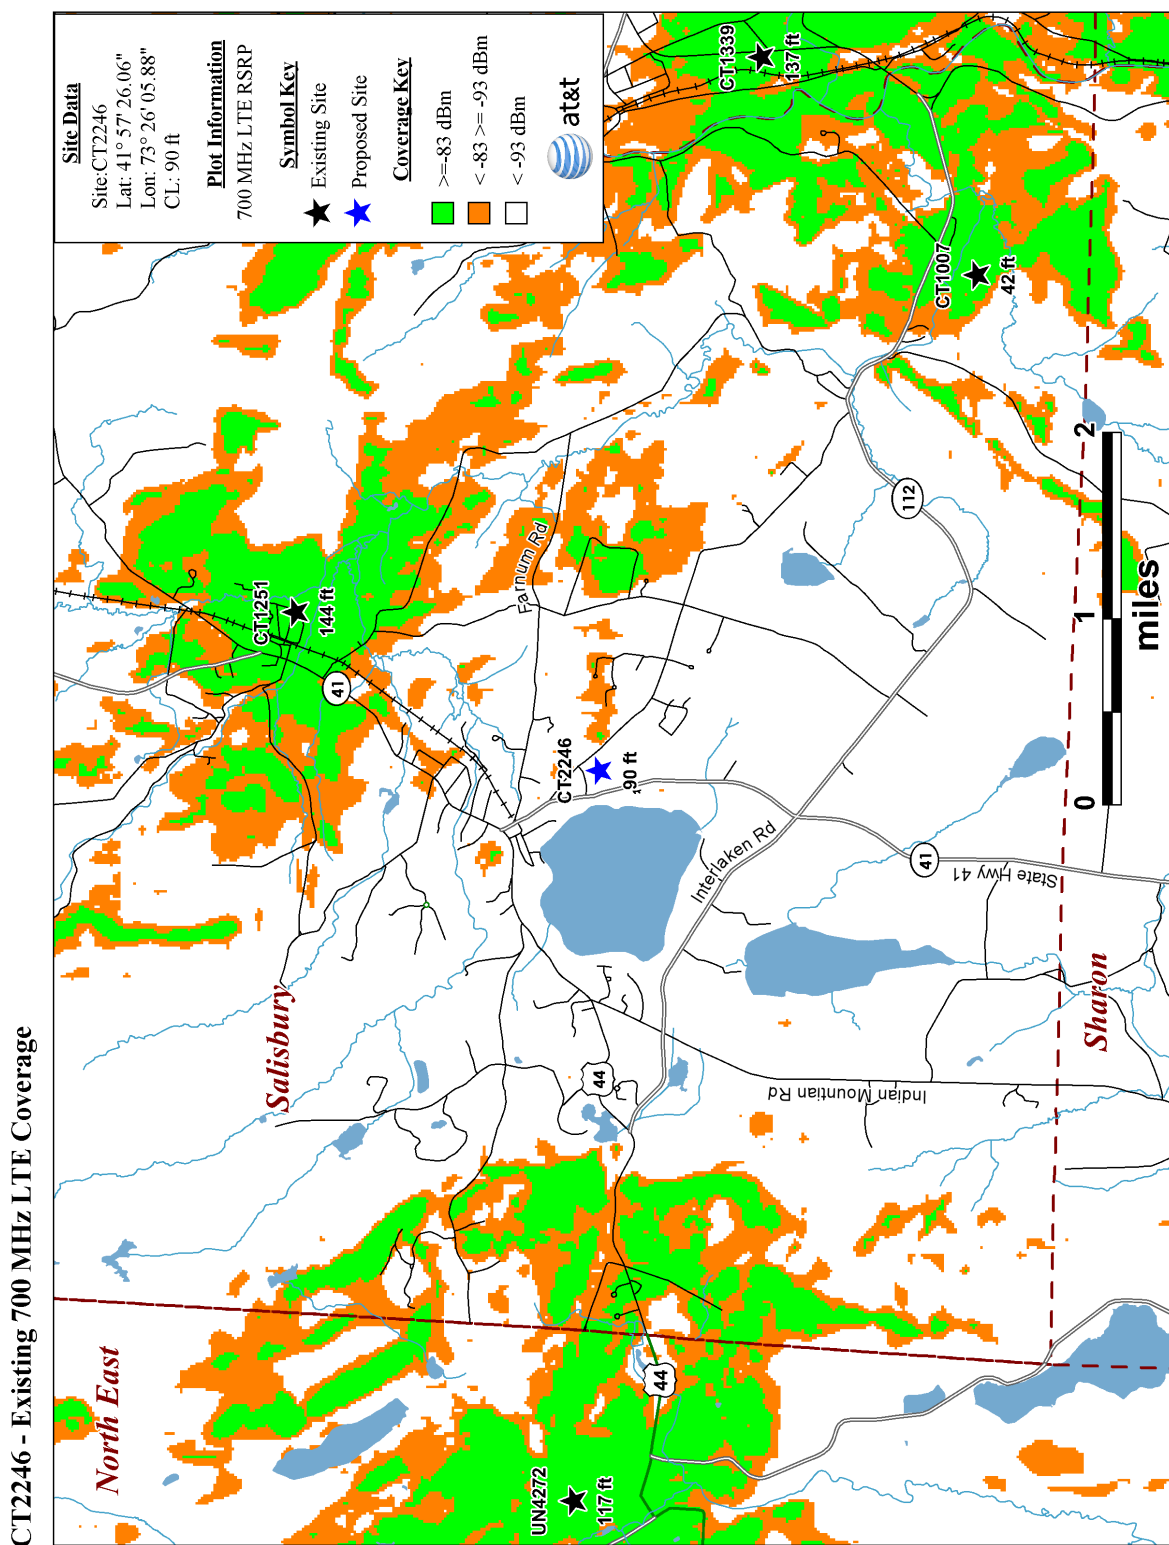 CT2246 - Existing 700 MHz LTE Coverage
Site Data
Site:CT2246
Lat: 41° 57' 26.06"
Lon: 73° 26' 05.88"
CL: 90 ft
Plot Information
700 MHz LTE RSRP
Symbol Key
Existing Site
Proposed Site
Coverage Key
>=-83 dBm
< -83 >= -93 dBm
< -93 dBm
at&t
North East
Salisbury
Sharon
CT1251
144 ft
41
Farnum Rd
CT2246
90 ft
Interlaken Rd
41
State Hwy 41
44
Indian Mountian Rd
44
UN4272
117 ft
CT1339
137 ft
CT1007
42 ft
112
0
1
2
miles